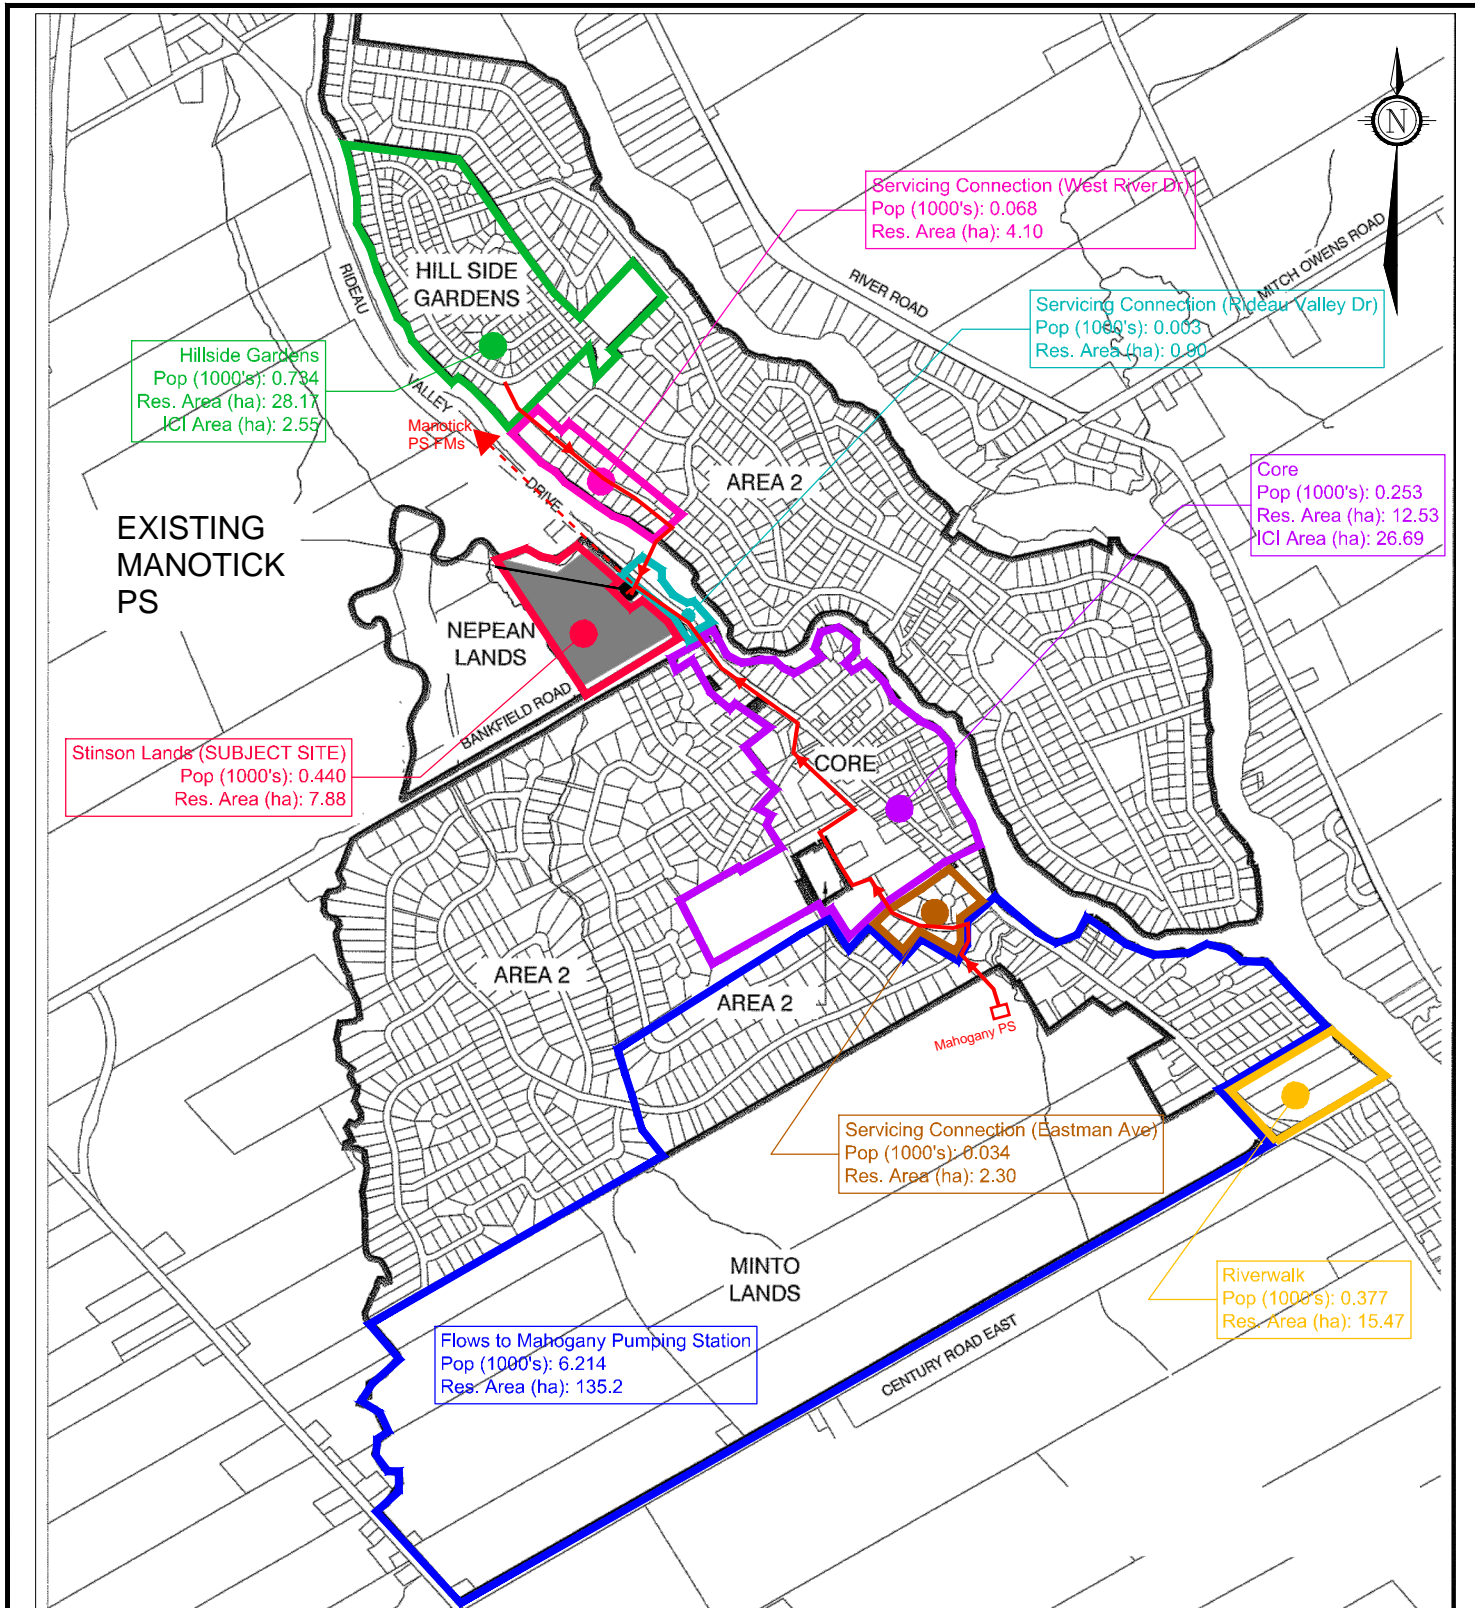 N
Servicing Connection (West River Dr)
Pop (1000's): 0.068
Res. Area (ha): 4.10
MITCH OWENS ROAD
RIVER ROAD
HILL SIDE
GARDENS
RIDEAU
VALLEY
DRIVE
Servicing Connection (Rideau Valley Dr)
Pop (1000's): 0.003
Res. Area (ha): 0.90
Hillside Gardens
Pop (1000's): 0.734
Res. Area (ha): 28.17
ICI Area (ha): 2.55
Manotick
PS FMs
AREA 2
Core
Pop (1000's): 0.253
Res. Area (ha): 12.53
ICI Area (ha): 26.69
EXISTING
MANOTICK
PS
NEPEAN
LANDS
BANKFIELD ROAD
Stinson Lands (SUBJECT SITE)
Pop (1000's): 0.440
Res. Area (ha): 7.88
CORE
AREA 2
AREA 2
Mahogany PS
Servicing Connection (Eastman Ave)
Pop (1000's): 0.034
Res. Area (ha): 2.30
MINTO
LANDS
Riverwalk
Pop (1000's): 0.377
Res. Area (ha): 15.47
Flows to Mahogany Pumping Station
Pop (1000's): 6.214
Res. Area (ha): 135.2
CENTURY ROAD EAST